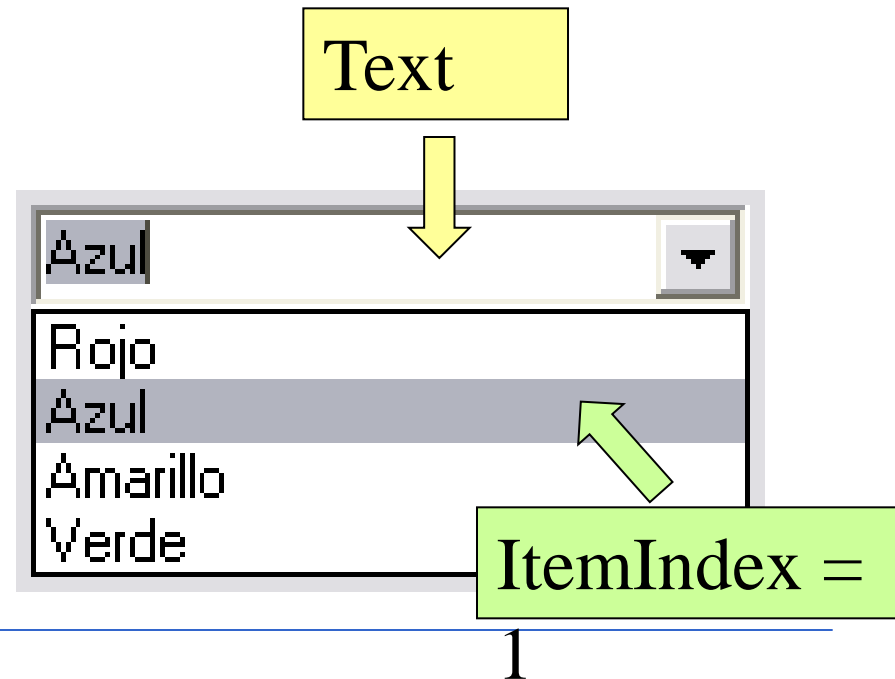 Text
Azul
Rojo
Azul
Amarillo
Verde
ItemIndex =
1